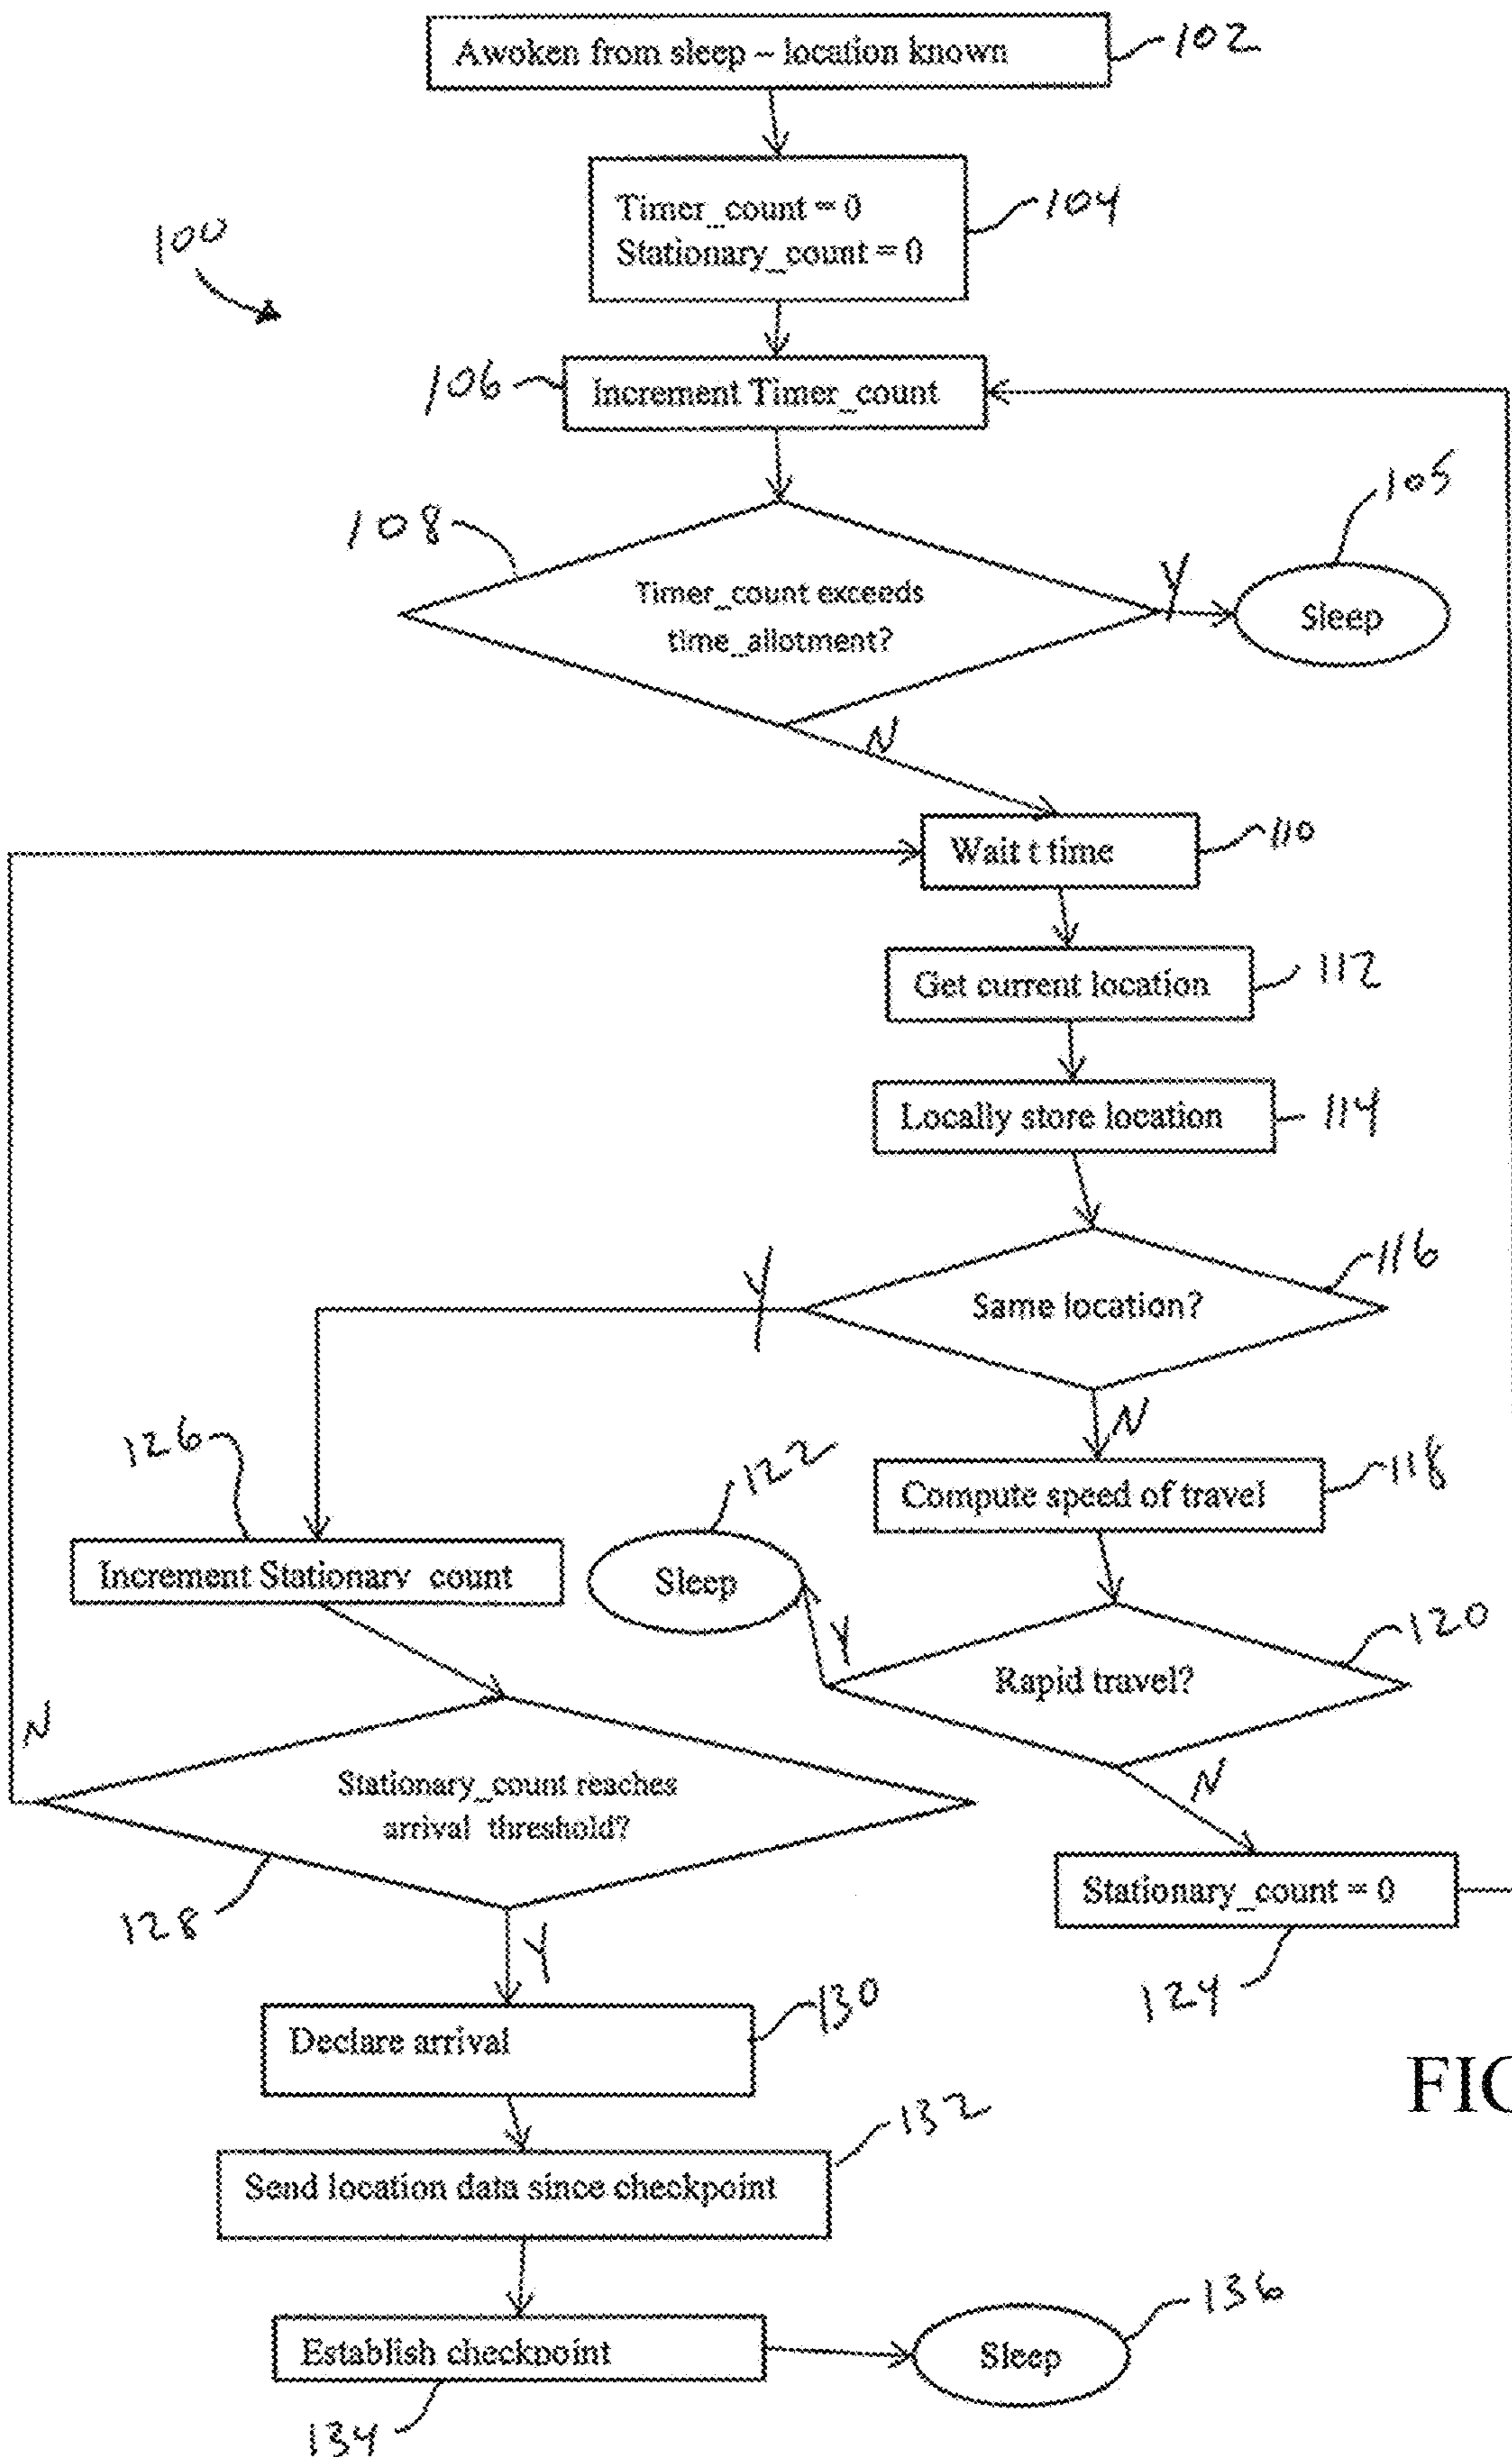 Awoken from sleep – location known
102
Timer_count = 0
Stationary_count = 0
104
100
106
Increment Timer_count
105
108
Timer_count exceeds
time_allotment?
Y
Sleep
N
Wait t time
110
Get current location
112
Locally store location
114
116
Y
Same location?
N
126
122
Compute speed of travel
118
Increment Stationary count
Sleep
Y
120
Rapid travel?
N
N
Stationary_count reaches
arrival threshold?
Stationary_count = 0
128
Y
124
Declare arrival
130
FIG
132
Send location data since checkpoint
136
Establish checkpoint
Sleep
134